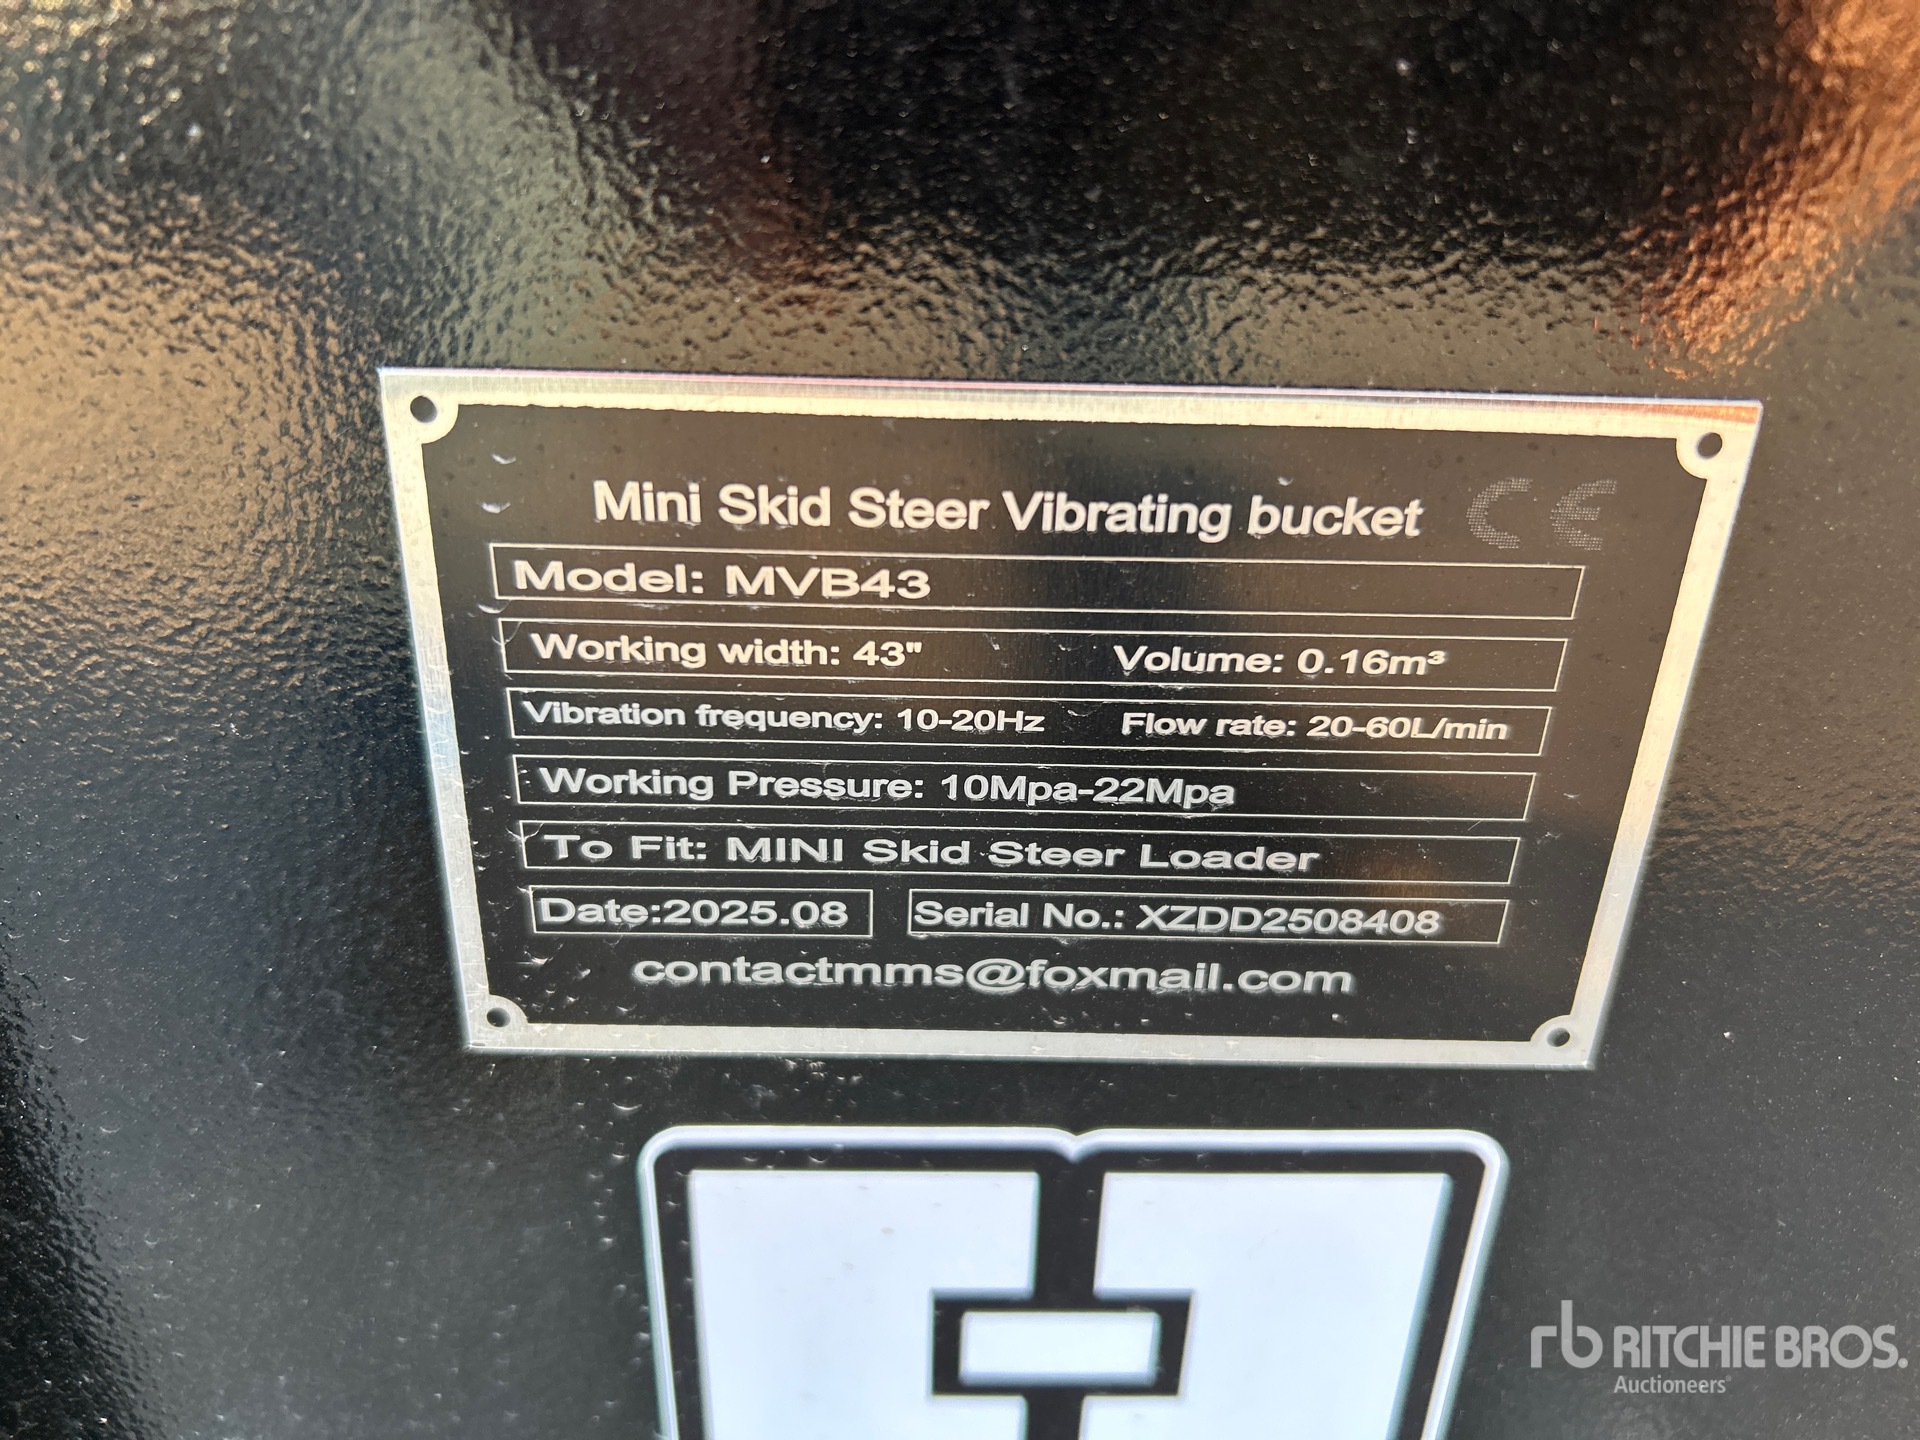 Mini Skid Steer Vibrating bucket CE
Model: MVB43
Working width: 43" Volume: 0.16m³
Vibration frequency: 10-20Hz Flow rate: 20-60L/min
Working Pressure: 10Mpa-22Mpa
To Fit: MINI Skid Steer Loader
Date:2025.08 Serial No.: XZDD2508408
contactmms@foxmail.com
rb RITCHIE BROS.
Auctioneers